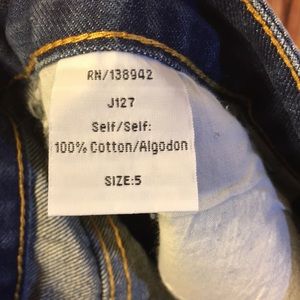 RN/138942
J127
Self/Self:
100% Cotton/Algodon
SIZE:5